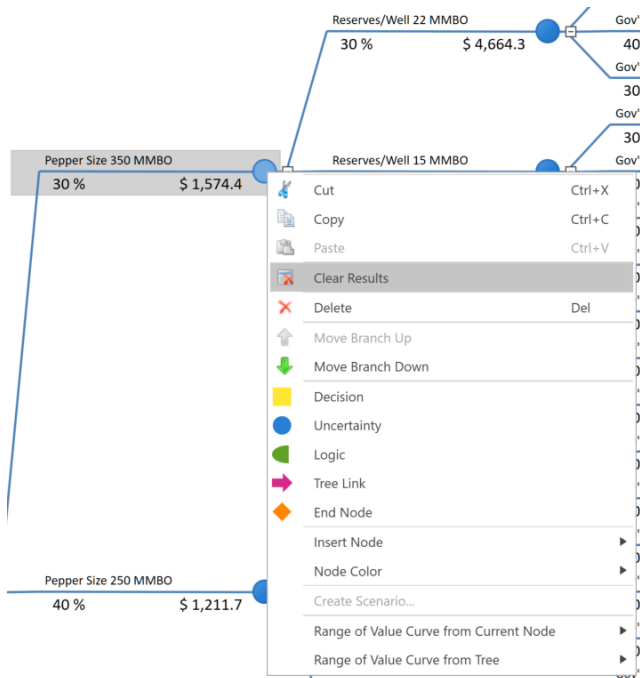 Reserves/Well 22 MMBO
Gov'
30 %
$ 4,664.3
40
Gov'
30
30
Pepper Size 350 MMBO
Reserves/Well 15 MMBO
Gov'
30 %
$ 1,574.4
Cut Ctrl+X
Copy Ctrl+C
Paste Ctrl+V
Clear Results
Delete Del
Move Branch Up
Move Branch Down
Decision
Uncertainty
Logic
Tree Link
End Node
Insert Node
Node Color
Pepper Size 250 MMBO
40 %
$ 1,211.7
Create Scenario...
Range of Value Curve from Current Node
Range of Value Curve from Tree